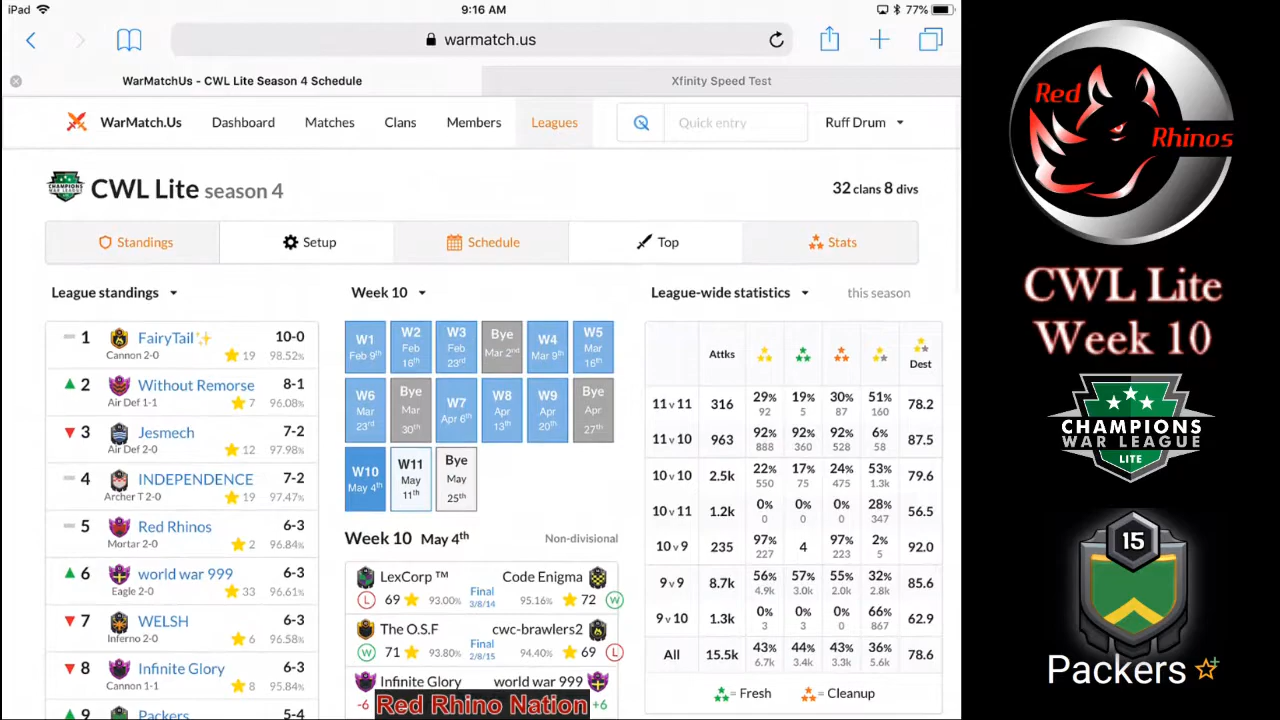 iPad
9:16 AM
77%
warmatch.us
WarMatchUs - CWL Lite Season 4 Schedule
Xfinity Speed Test
WarMatch.Us
Dashboard
Matches
Clans
Members
Leagues
Quick entry
Ruff Drum
CWL Lite season 4
32 clans 8 divs
Standings
Setup
Schedule
Top
Stats
League standings
1 FairyTail✨ 10-0
Cannon 2-0 19 98.52%
2 Without Remorse 8-1
Air Def 1-1 7 96.08%
3 Jesmech 7-2
Air Def 2-0 12 97.98%
4 INDEPENDENCE 7-2
Archer T 2-0 19 97.47%
5 Red Rhinos 6-3
Mortar 2-0 2 96.84%
6 world war 999 6-3
Eagle 2-0 33 96.61%
7 WELSH 6-3
Inferno 2-0 6 96.58%
8 Infinite Glory 6-3
Cannon 1-1 8 95.84%
9 Packers 5-4
Week 10
W1 Feb 9th
W2 Feb 16th
W3 Feb 23rd
Bye Mar 2nd
W4 Mar 9th
W5 Mar 16th
W6 Mar 23rd
Bye Mar 30th
W7 Apr 6th
W8 Apr 13th
W9 Apr 20th
Bye Apr 27th
W10 May 4th
W11 May 11th
Bye May 25th
Week 10 May 4th Non-divisional
LexCorp ™ Code Enigma
L 69 93.00% Final 3/8/14 95.16% 72 W
The O.S.F cwc-brawlers2
W 71 93.80% Final 2/8/15 94.40% 69 L
Infinite Glory world war 999
-6 +6
League-wide statistics this season
Attks Dest
11 v 11 316 29% 92 19% 5 30% 87 51% 160 78.2
11 v 10 963 92% 888 92% 360 92% 528 6% 58 87.5
10 v 10 2.5k 22% 550 17% 75 24% 475 53% 1.3k 79.6
10 v 11 1.2k 0% 0 0% 0 0% 0 28% 347 56.5
10 v 9 235 97% 227 4 97% 223 2% 5 92.0
9 v 9 8.7k 56% 4.9k 57% 3.0k 55% 2.0k 32% 2.8k 85.6
9 v 10 1.3k 0% 3 0% 3 0% 0 66% 867 62.9
All 15.5k 43% 6.7k 44% 3.4k 43% 3.3k 36% 5.6k 78.6
= Fresh = Cleanup
Red Rhino Nation
Red
Rhinos
CWL Lite
Week 10
CHAMPIONS
WAR LEAGUE
LITE
15
Packers